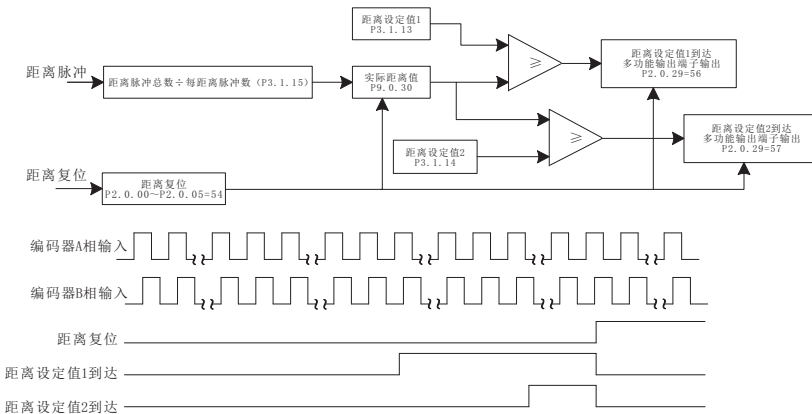 距离设定值1
P3.1.13
距离脉冲
距离脉冲总数÷每距离脉冲数（P3.1.15）
实际距离值
P9.0.30
≥
距离设定值1到达
多功能输出端子输出
P2.0.29=56
距离设定值2
P3.1.14
≥
距离设定值2到达
多功能输出端子输出
P2.0.29=57
距离复位
距离复位
P2.0.00～P2.0.05=54
编码器A相输入
编码器B相输入
距离复位
距离设定值1到达
距离设定值2到达